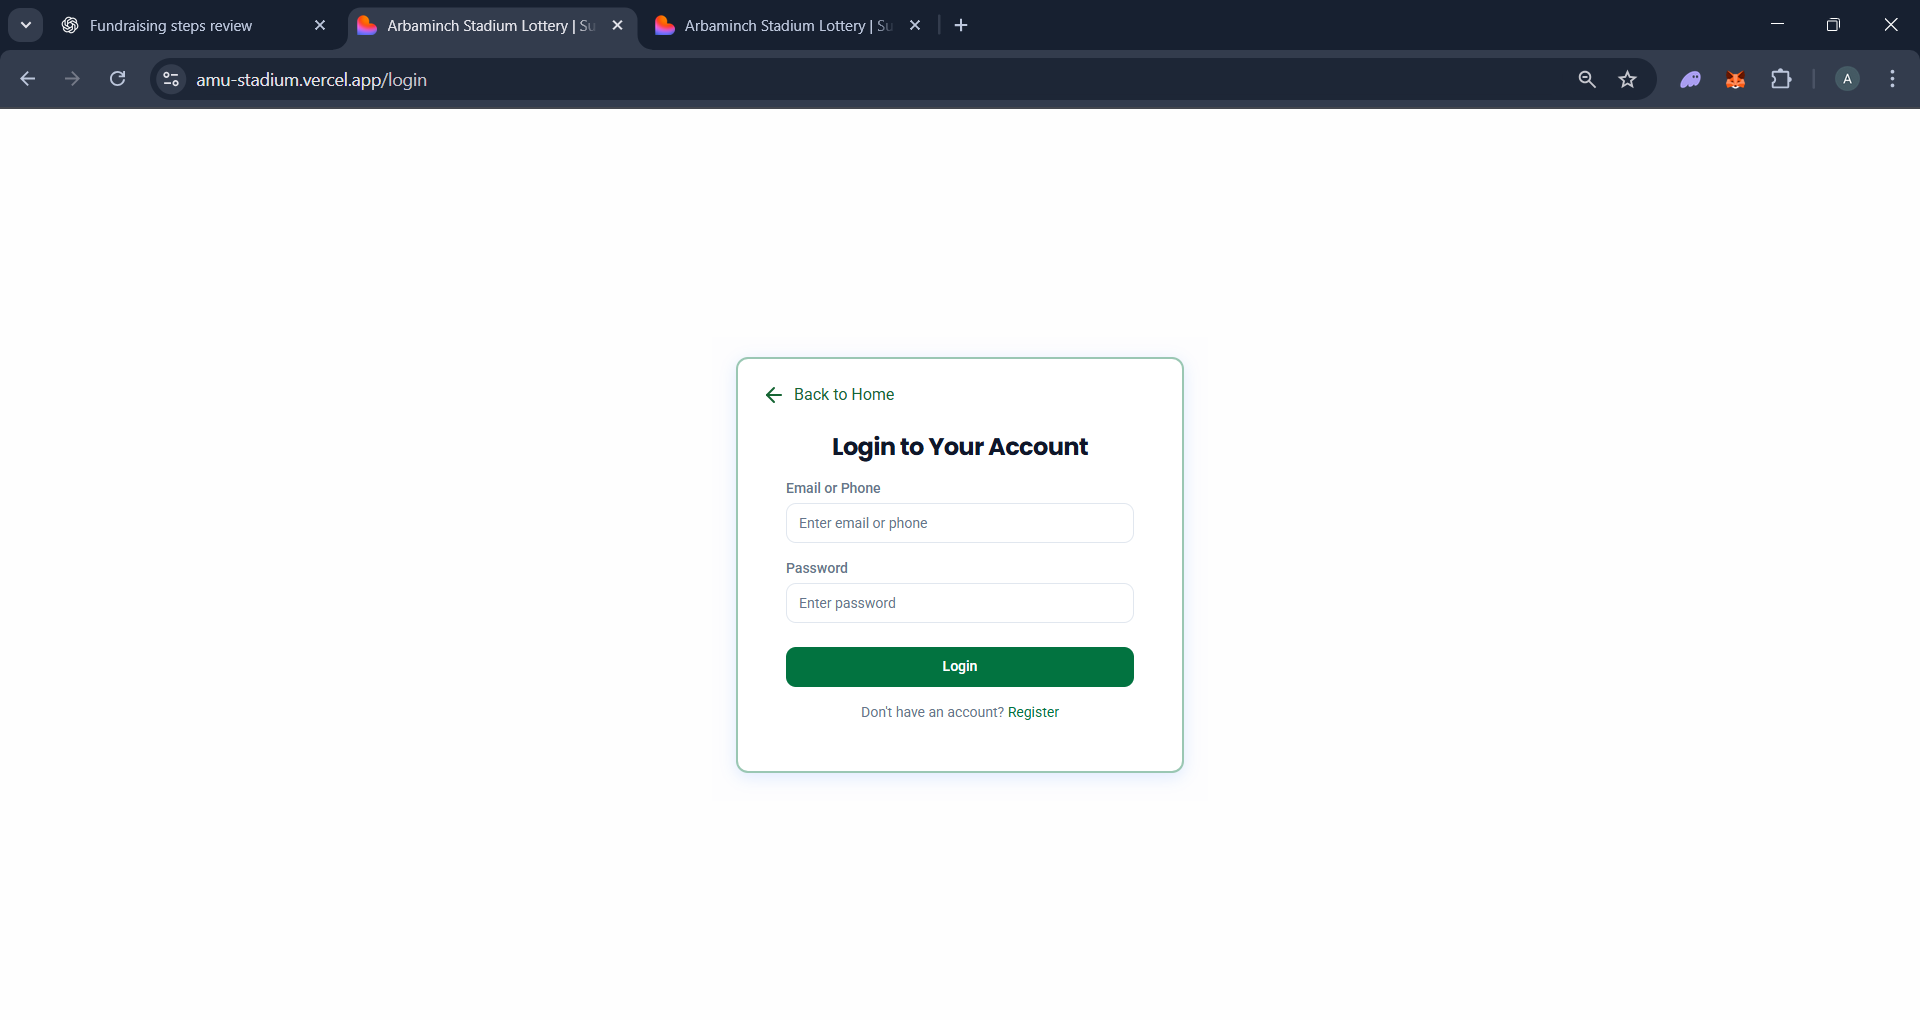 Fundraising steps review
Arbaminch Stadium Lottery | Su
Arbaminch Stadium Lottery | Su
amu-stadium.vercel.app/login
A
Back to Home
Login to Your Account
Email or Phone
Enter email or phone
Password
Enter password
Login
Don't have an account? Register